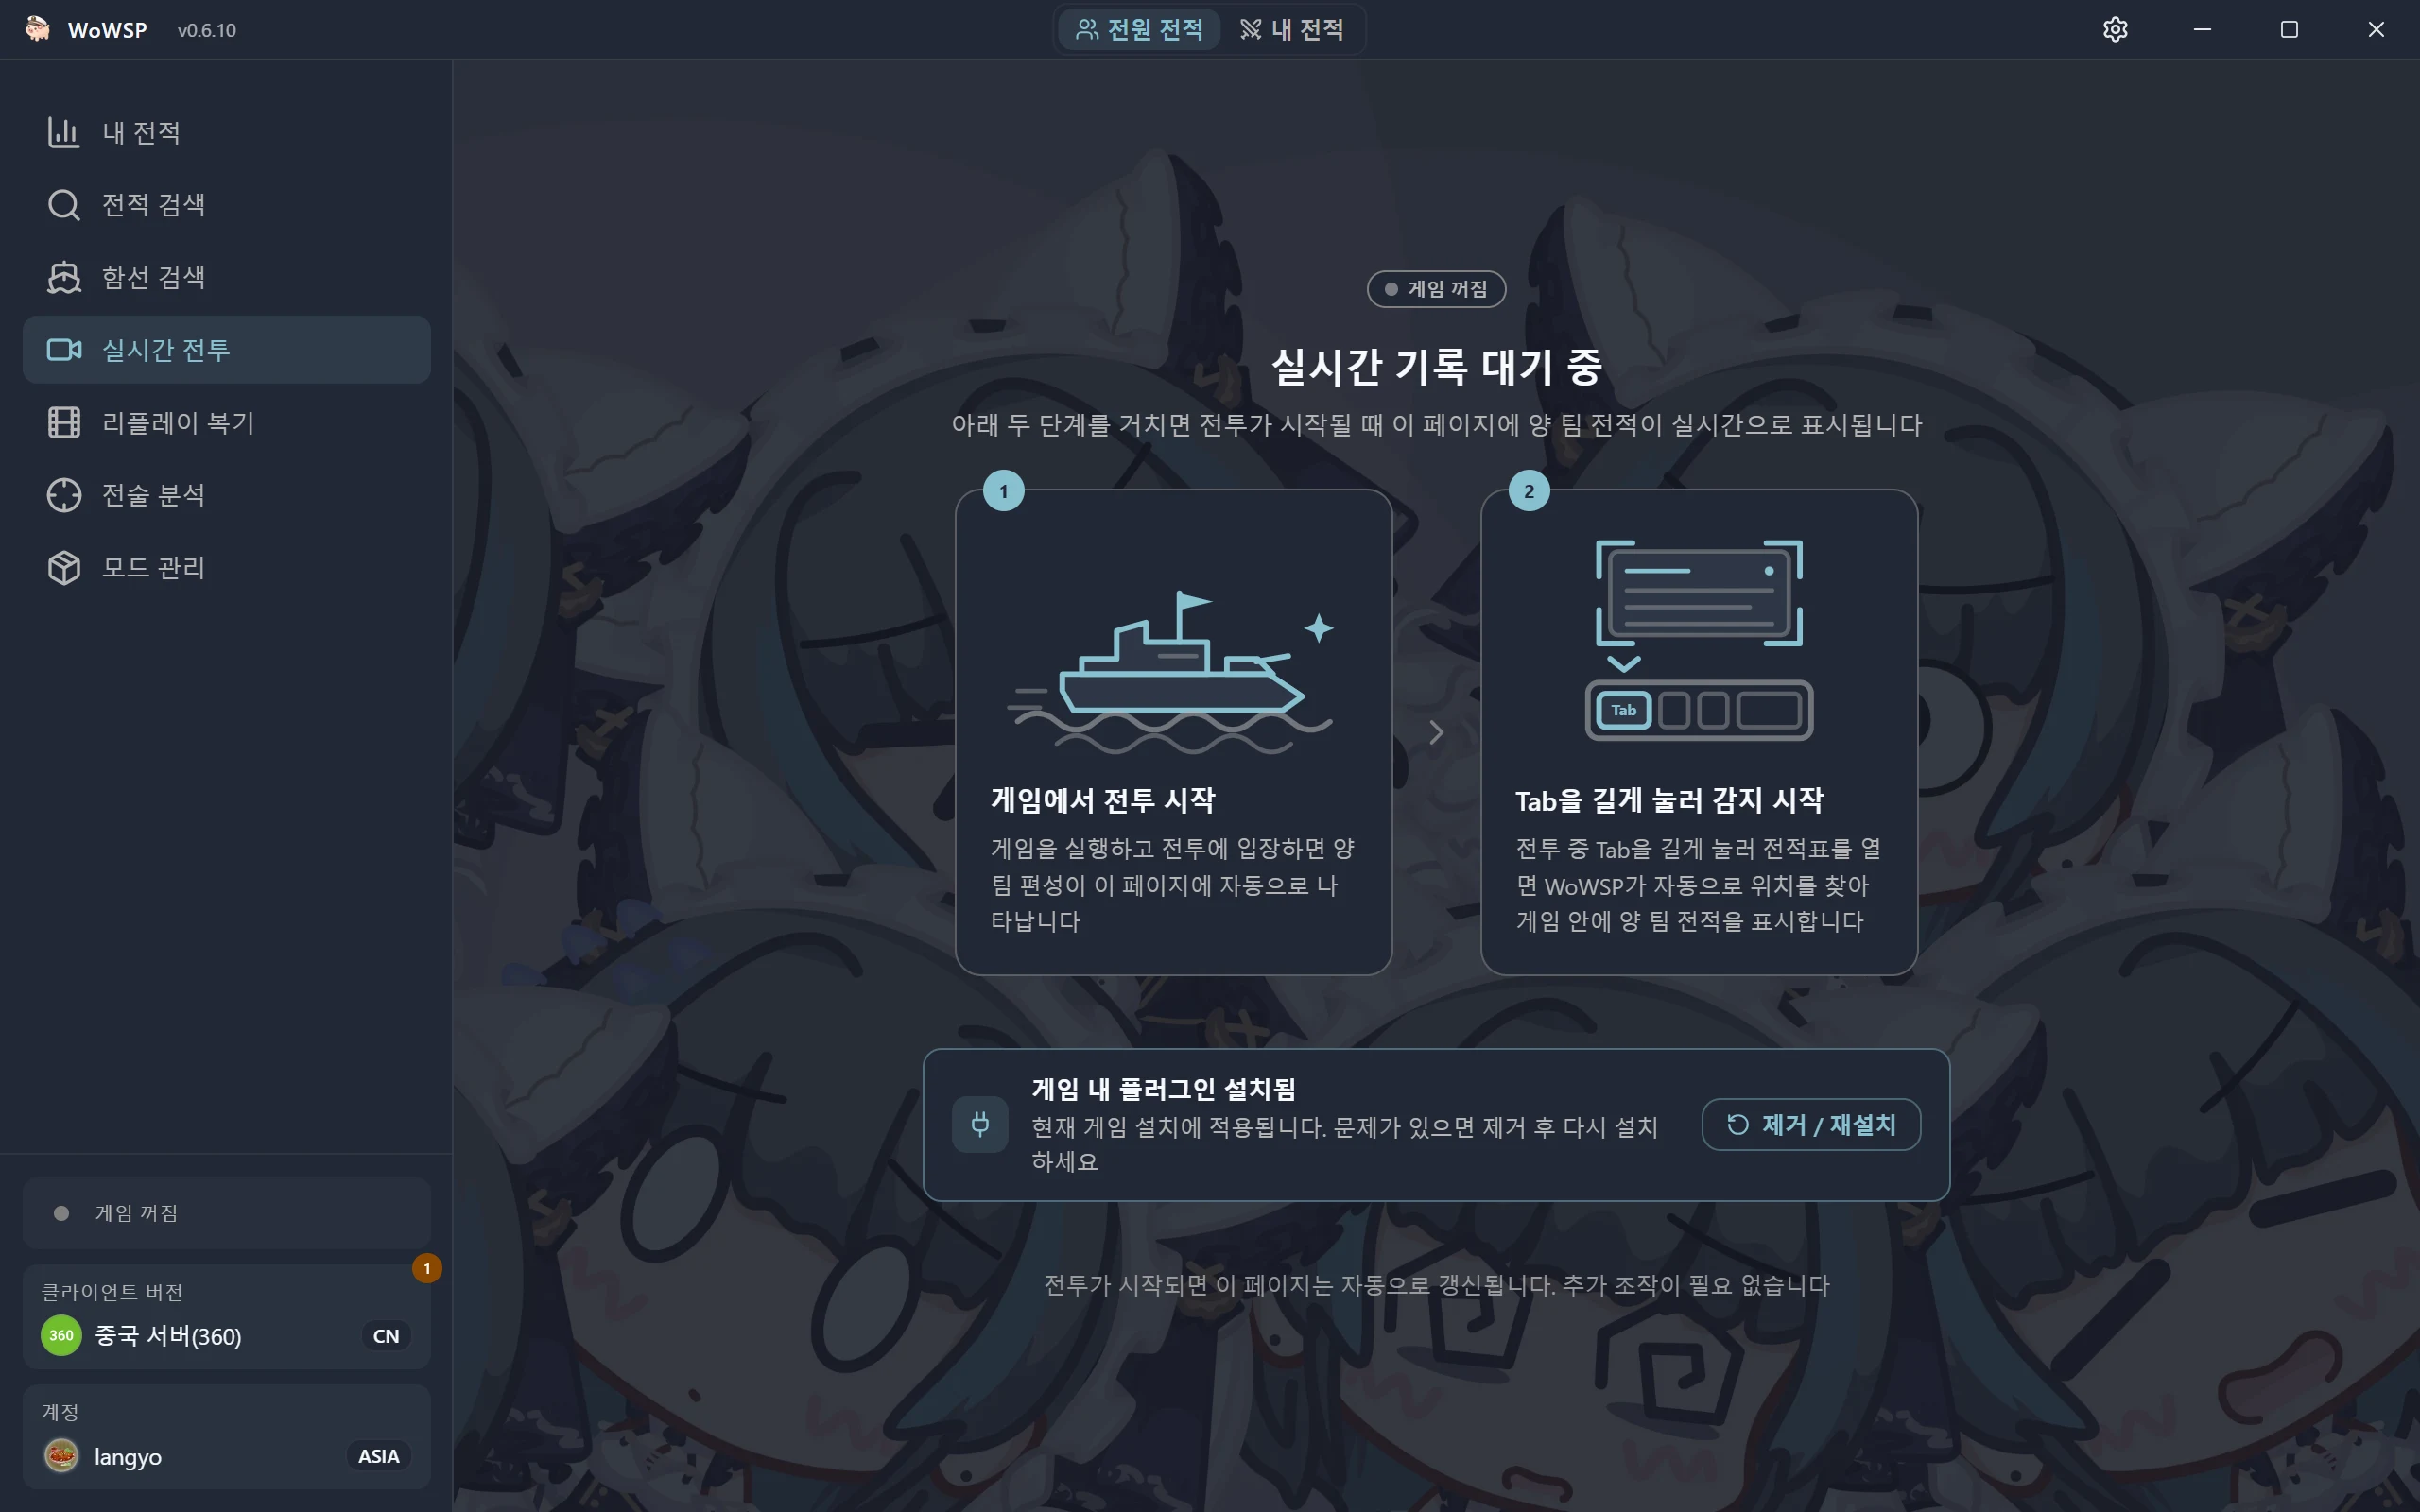 WoWSP v0.6.10
전원 전적
내 전적
내 전적
전적 검색
함선 검색
실시간 전투
리플레이 복기
전술 분석
모드 관리
게임 꺼짐
실시간 기록 대기 중
아래 두 단계를 거치면 전투가 시작될 때 이 페이지에 양 팀 전적이 실시간으로 표시됩니다
1
게임에서 전투 시작
게임을 실행하고 전투에 입장하면 양
팀 편성이 이 페이지에 자동으로 나
타납니다
2
Tab
Tab을 길게 눌러 감지 시작
전투 중 Tab을 길게 눌러 전적표를 열
면 WoWSP가 자동으로 위치를 찾아
게임 안에 양 팀 전적을 표시합니다
게임 내 플러그인 설치됨
현재 게임 설치에 적용됩니다. 문제가 있으면 제거 후 다시 설치
하세요
제거 / 재설치
전투가 시작되면 이 페이지는 자동으로 갱신됩니다. 추가 조작이 필요 없습니다
게임 꺼짐
1
클라이언트 버전
360 중국 서버(360) CN
계정
langyo ASIA